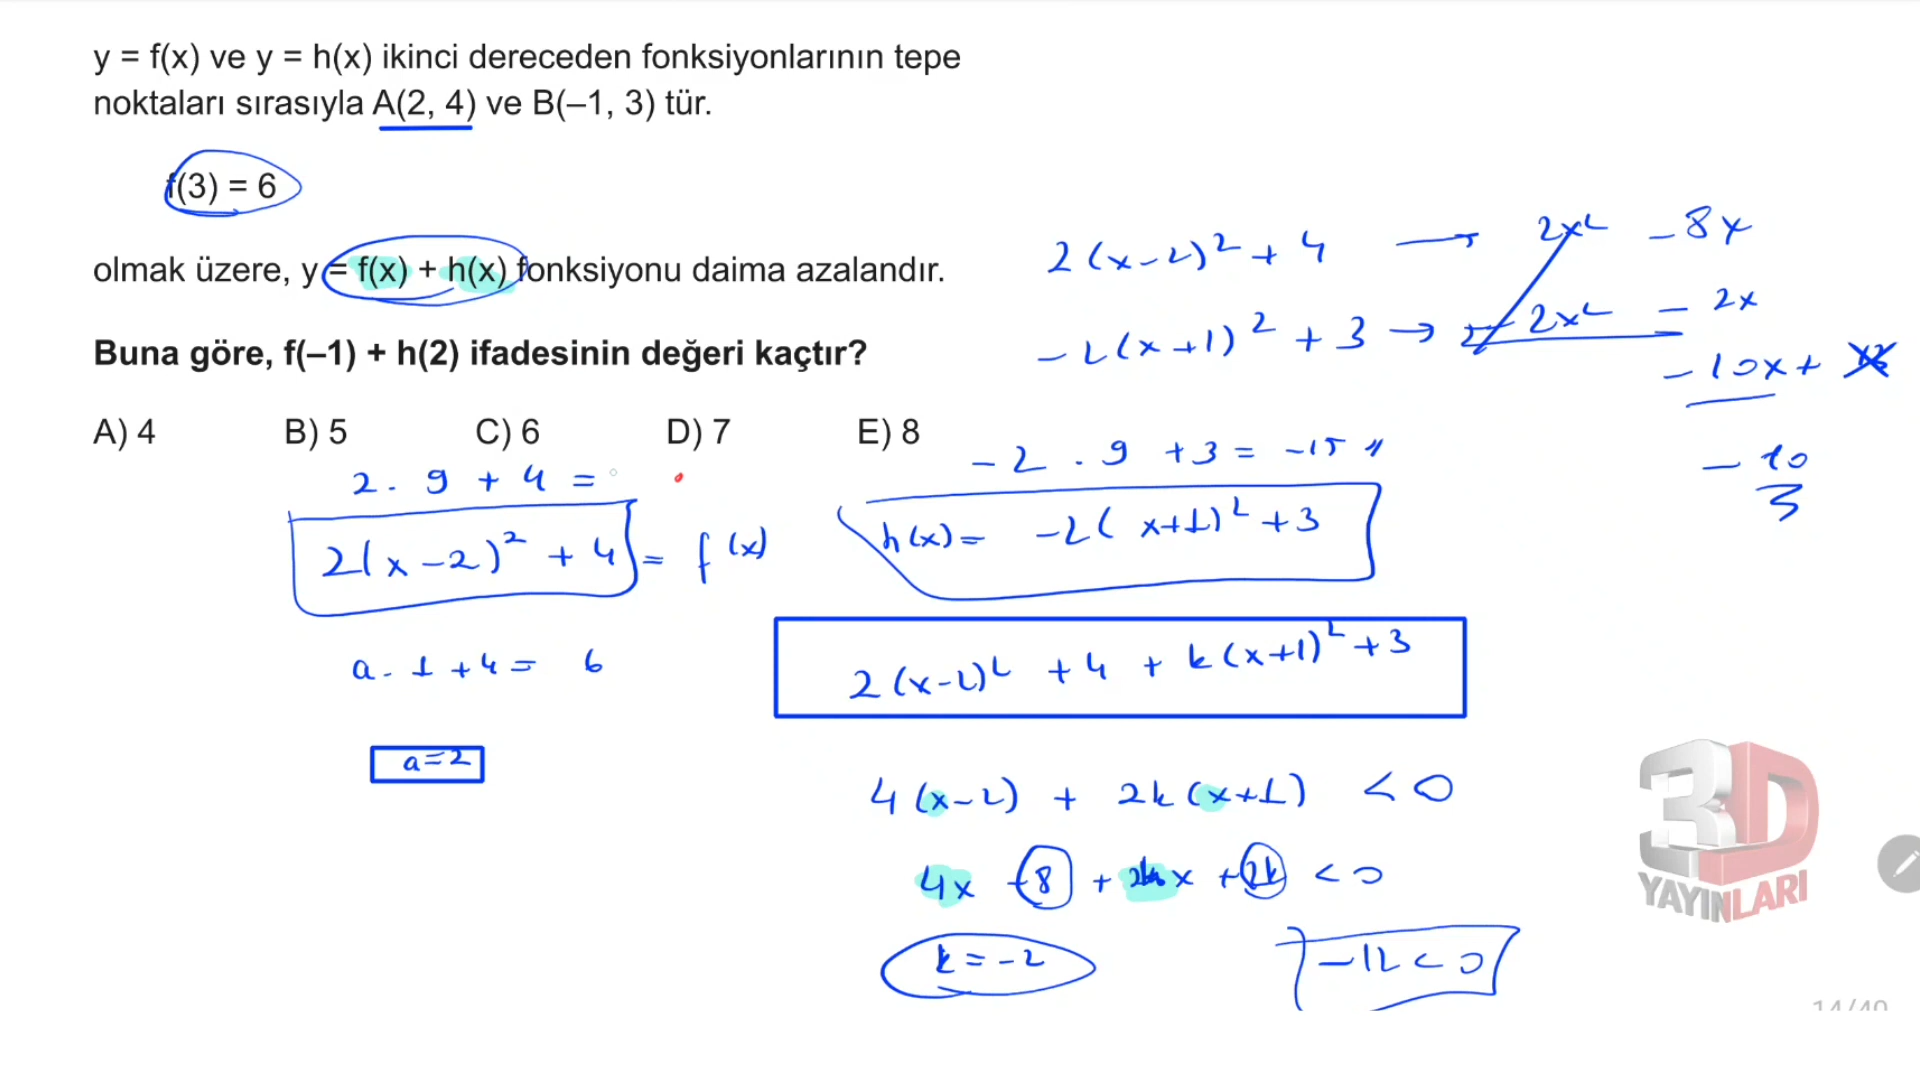 y = f(x) ve y = h(x) ikinci dereceden fonksiyonlarının tepe
noktaları sırasıyla A(2, 4) ve B(–1, 3) tür.
f(3) = 6
olmak üzere, y = f(x) + h(x) fonksiyonu daima azalandır.
Buna göre, f(–1) + h(2) ifadesinin değeri kaçtır?
A) 4 B) 5 C) 6 D) 7 E) 8
2(x-2)² + 4 → 2x² - 8x
-2(x+1)² + 3 → -2x² - 2x
-10x +
-10
3
2 . 9 + 4 =
-2 . 9 + 3 = -15
2(x-2)² + 4 = f(x)
h(x) = -2(x+1)² + 3
a . 1 + 4 = 6
2(x-2)² + 4 + k(x+1)² + 3
a = 2
4(x-2) + 2k(x+1) < 0
4x - 8 + 2kx + 2k < 0
k = -2
-12 < 0
3D
YAYINLARI
14/40